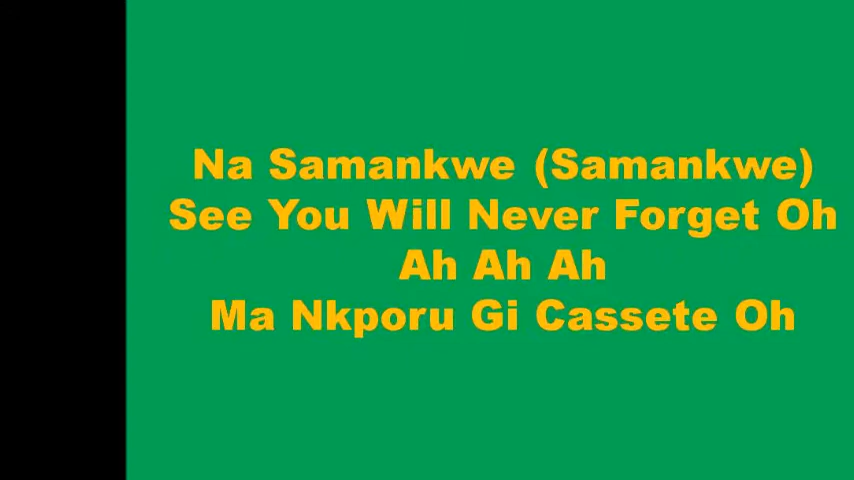 Na Samankwe (Samankwe)
See You Will Never Forget Oh
Ah Ah Ah
Ma Nkporu Gi Cassete Oh